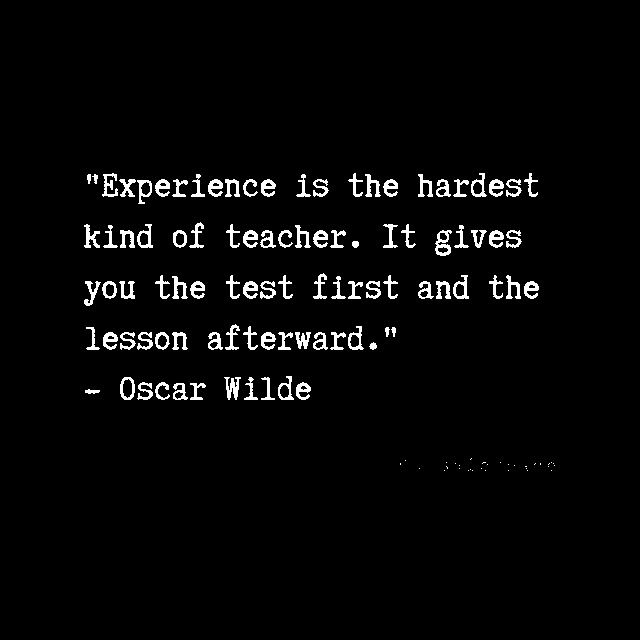 "Experience is the hardest
kind of teacher. It gives
you the test first and the
lesson afterward."
- Oscar Wilde